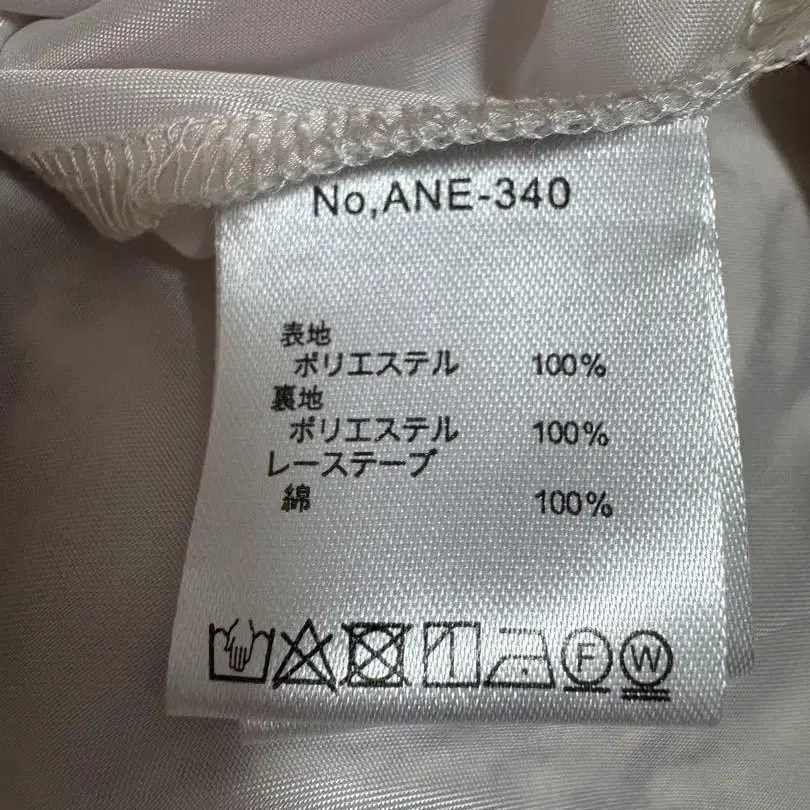 No,ANE-340
表地
ポリエステル 100%
裏地
ポリエステル 100%
レーステープ
綿 100%
F W